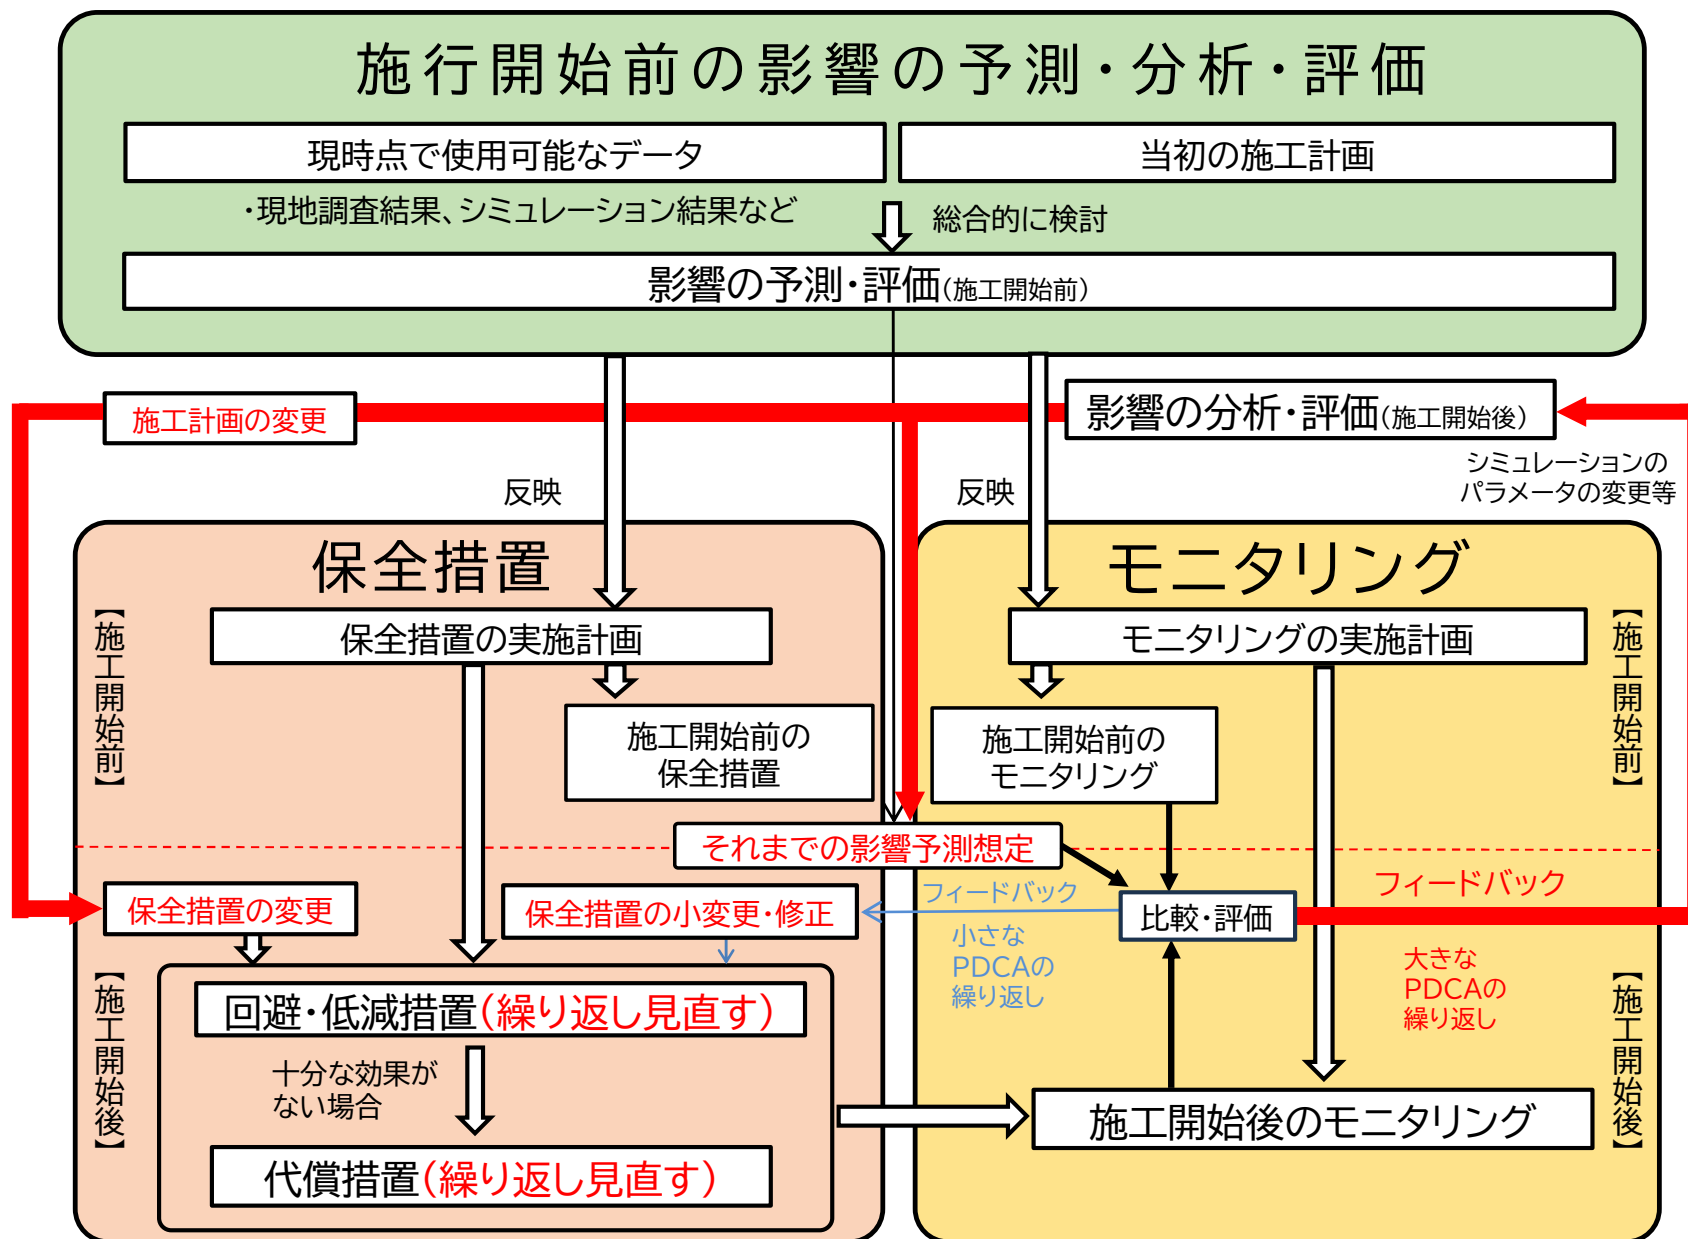 施行開始前の影響の予測・分析・評価
現時点で使用可能なデータ
当初の施工計画
・現地調査結果、シミュレーション結果など
総合的に検討
影響の予測・評価(施工開始前)
施工計画の変更
影響の分析・評価(施工開始後)
シミュレーションの
パラメータの変更等
反映
反映
保全措置
モニタリング
【施工開始前】
保全措置の実施計画
モニタリングの実施計画
【施工開始前】
施工開始前の
保全措置
施工開始前の
モニタリング
それまでの影響予測想定
保全措置の変更
保全措置の小変更・修正
フィードバック
比較・評価
フィードバック
小さな
PDCAの
繰り返し
大きな
PDCAの
繰り返し
【施工開始後】
回避・低減措置(繰り返し見直す)
【施工開始後】
十分な効果が
ない場合
施工開始後のモニタリング
代償措置(繰り返し見直す)